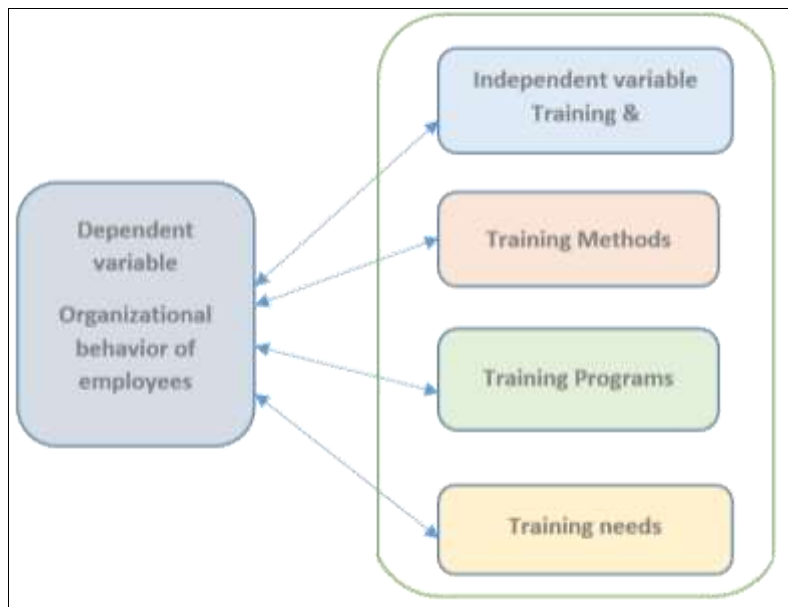 Dependent
variable
Organizational
behavior of
employees
Independent variable
Training &
Training Methods
Training Programs
Training needs